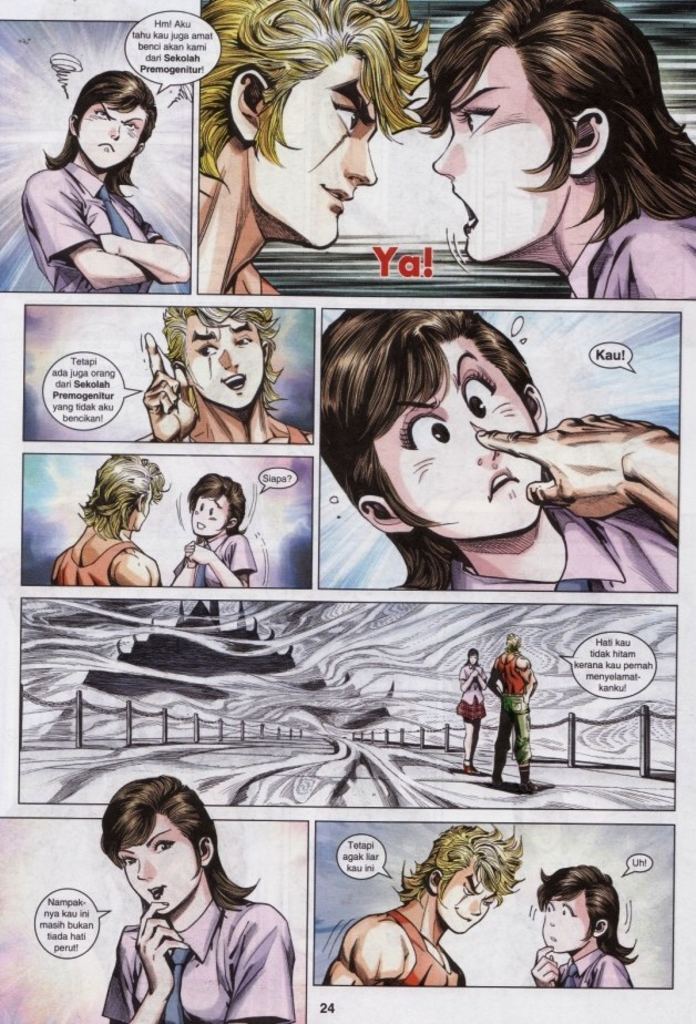 Hm! Aku
tahu kau juga amat
benci akan kami
dari Sekolah
Premogenitur!
Ya!
Tetapi
ada juga orang
dari Sekolah
Premogenitur
yang tidak aku
bencikan!
Kau!
Siapa?
Hati kau
tidak hitam
kerana kau pernah
menyelamat-
kanku!
Nampak-
nya kau ini
masih bukan
tiada hati
perut!
Tetapi
agak liar
kau ini
Uh!
24